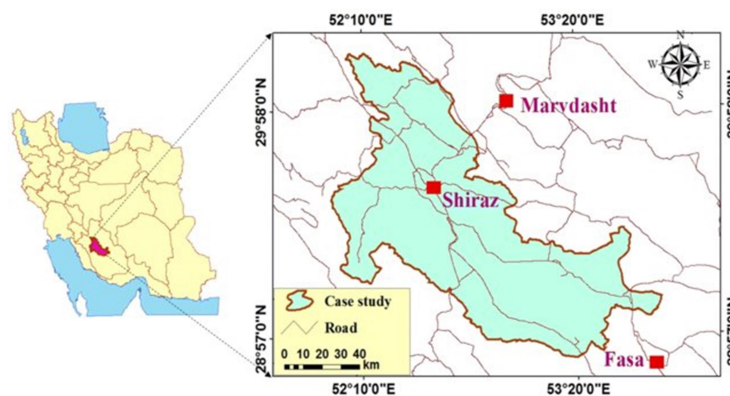 52°10'0"E
53°20'0"E
N
W
E
S
29°58'0"N
Marydasht
Shiraz
Case study
Road
0 10 20 30 40
km
28°57'0"N
Fasa
52°10'0"E
53°20'0"E